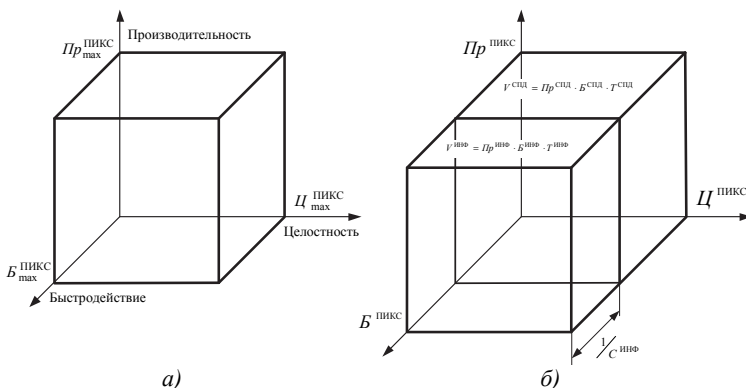 Производительность
Пр max ПИКС
Ц max ПИКС
Целостность
Б max ПИКС
Быстродействие
а)
Пр ПИКС
V СПД = Пр СПД · Б СПД · T СПД
V ИНФ = Пр ИНФ · Б ИНФ · T ИНФ
Ц ПИКС
Б ПИКС
1/C ИНФ
б)